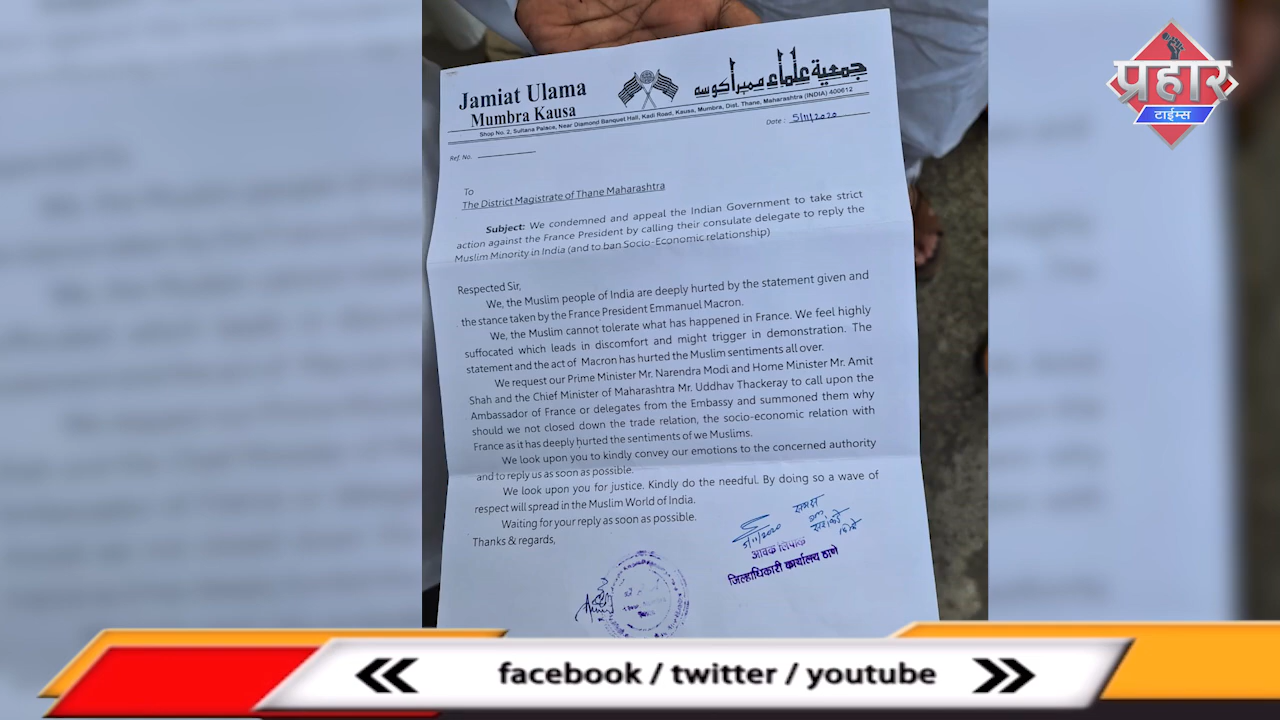 Jamiat Ulama
Mumbra Kausa
جمعية علماء ممبرا كوسه
Shop No. 2, Sultana Palace, Near Diamond Banquet Hall, Kadi Road, Kausa, Mumbra, Dist. Thane, Maharashtra (INDIA) 400612
Ref. No.
Date : 5/11/2020
To
The District Magistrate of Thane Maharashtra
Subject: We condemned and appeal the Indian Government to take strict
action against the France President by calling their consulate delegate to reply the
Muslim Minority in India (and to ban Socio-Economic relationship)
Respected Sir,
We, the Muslim people of India are deeply hurted by the statement given and
the stance taken by the France President Emmanuel Macron.
We, the Muslim cannot tolerate what has happened in France. We feel highly
suffocated which leads in discomfort and might trigger in demonstration. The
statement and the act of Macron has hurted the Muslim sentiments all over.
We request our Prime Minister Mr. Narendra Modi and Home Minister Mr. Amit
Shah and the Chief Minister of Maharashtra Mr. Uddhav Thackeray to call upon the
Ambassador of France or delegates from the Embassy and summoned them why
should we not closed down the trade relation, the socio-economic relation with
France as it has deeply hurted the sentiments of we Muslims.
We look upon you to kindly convey our emotions to the concerned authority
and to reply us as soon as possible.
We look upon you for justice. Kindly do the needful. By doing so a wave of
respect will spread in the Muslim World of India.
Waiting for your reply as soon as possible.
Thanks & regards,
5/11/2020
आवक लिपीक
जिल्हाधिकारी कार्यालय ठाणे
प्रहार
टाईम्स
facebook / twitter / youtube